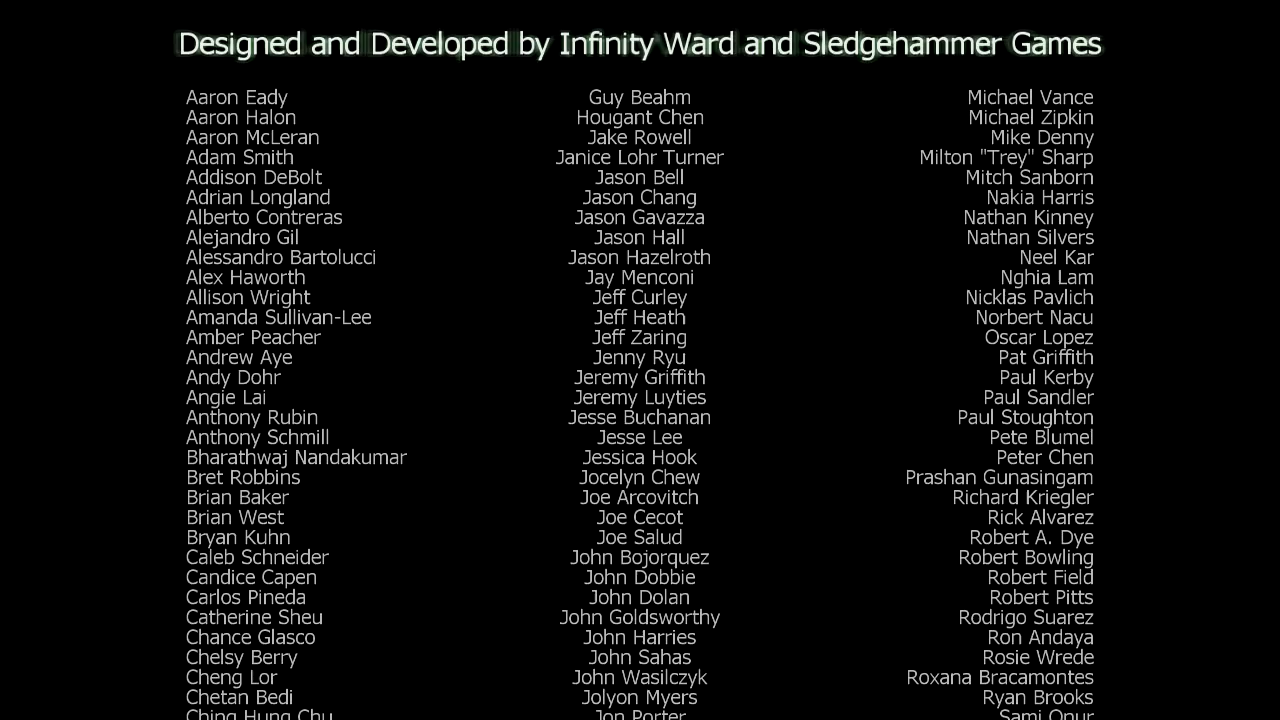 Designed and Developed by Infinity Ward and Sledgehammer Games
Aaron Eady
Aaron Halon
Aaron McLeran
Adam Smith
Addison DeBolt
Adrian Longland
Alberto Contreras
Alejandro Gil
Alessandro Bartolucci
Alex Haworth
Allison Wright
Amanda Sullivan-Lee
Amber Peacher
Andrew Aye
Andy Dohr
Angie Lai
Anthony Rubin
Anthony Schmill
Bharathwaj Nandakumar
Bret Robbins
Brian Baker
Brian West
Bryan Kuhn
Caleb Schneider
Candice Capen
Carlos Pineda
Catherine Sheu
Chance Glasco
Chelsy Berry
Cheng Lor
Chetan Bedi
Ching Hung Chu
Guy Beahm
Hougant Chen
Jake Rowell
Janice Lohr Turner
Jason Bell
Jason Chang
Jason Gavazza
Jason Hall
Jason Hazelroth
Jay Menconi
Jeff Curley
Jeff Heath
Jeff Zaring
Jenny Ryu
Jeremy Griffith
Jeremy Luyties
Jesse Buchanan
Jesse Lee
Jessica Hook
Jocelyn Chew
Joe Arcovitch
Joe Cecot
Joe Salud
John Bojorquez
John Dobbie
John Dolan
John Goldsworthy
John Harries
John Sahas
John Wasilczyk
Jolyon Myers
Jon Porter
Michael Vance
Michael Zipkin
Mike Denny
Milton "Trey" Sharp
Mitch Sanborn
Nakia Harris
Nathan Kinney
Nathan Silvers
Neel Kar
Nghia Lam
Nicklas Pavlich
Norbert Nacu
Oscar Lopez
Pat Griffith
Paul Kerby
Paul Sandler
Paul Stoughton
Pete Blumel
Peter Chen
Prashan Gunasingam
Richard Kriegler
Rick Alvarez
Robert A. Dye
Robert Bowling
Robert Field
Robert Pitts
Rodrigo Suarez
Ron Andaya
Rosie Wrede
Roxana Bracamontes
Ryan Brooks
Sami Onur